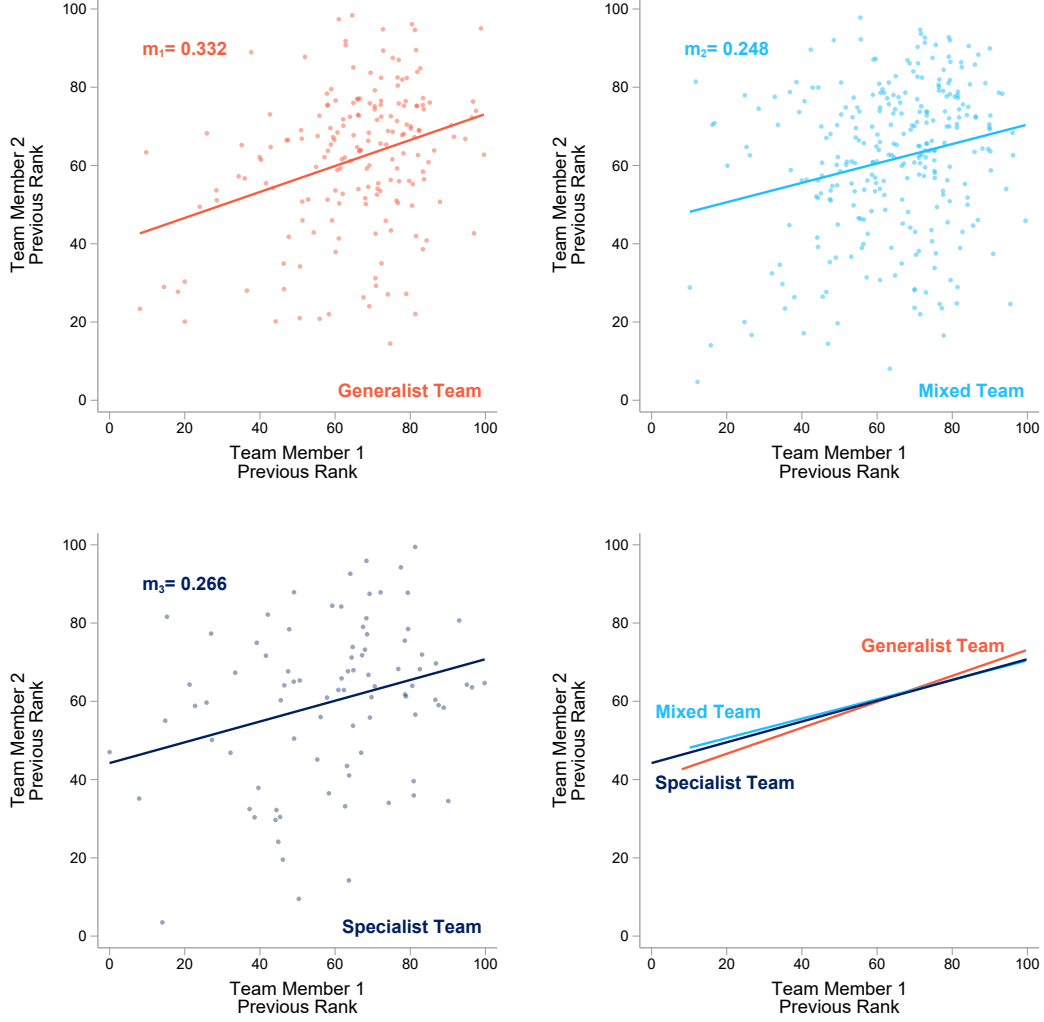 100
80
60
40
20
0
Team Member 2
Previous Rank
m₁= 0.332
Generalist Team
0 20 40 60 80 100
Team Member 1
Previous Rank
100
80
60
40
20
0
Team Member 2
Previous Rank
m₂= 0.248
Mixed Team
0 20 40 60 80 100
Team Member 1
Previous Rank
100
80
60
40
20
0
Team Member 2
Previous Rank
m₃= 0.266
Specialist Team
0 20 40 60 80 100
Team Member 1
Previous Rank
100
80
60
40
20
0
Team Member 2
Previous Rank
Generalist Team
Mixed Team
Specialist Team
0 20 40 60 80 100
Team Member 1
Previous Rank